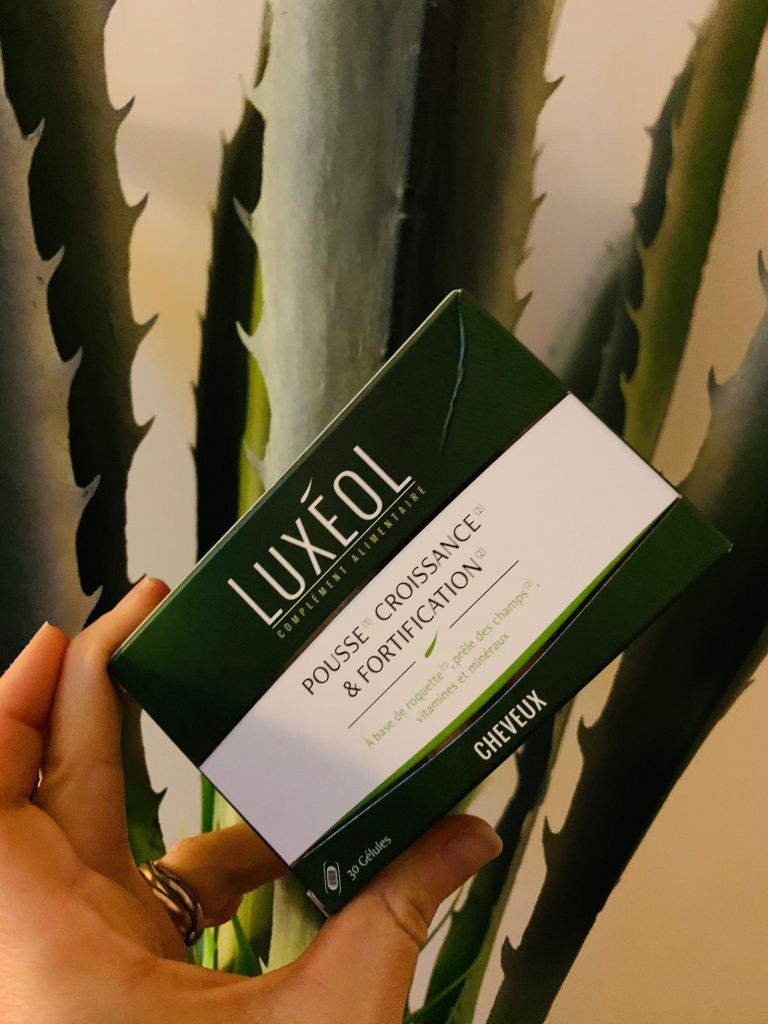 LUXÉOL
COMPLÉMENT ALIMENTAIRE
POUSSE (1) CROISSANCE (2)
& FORTIFICATION (2)
À base de roquette (1), prêle des champs (2),
vitamines et minéraux
CHEVEUX
30 Gélules